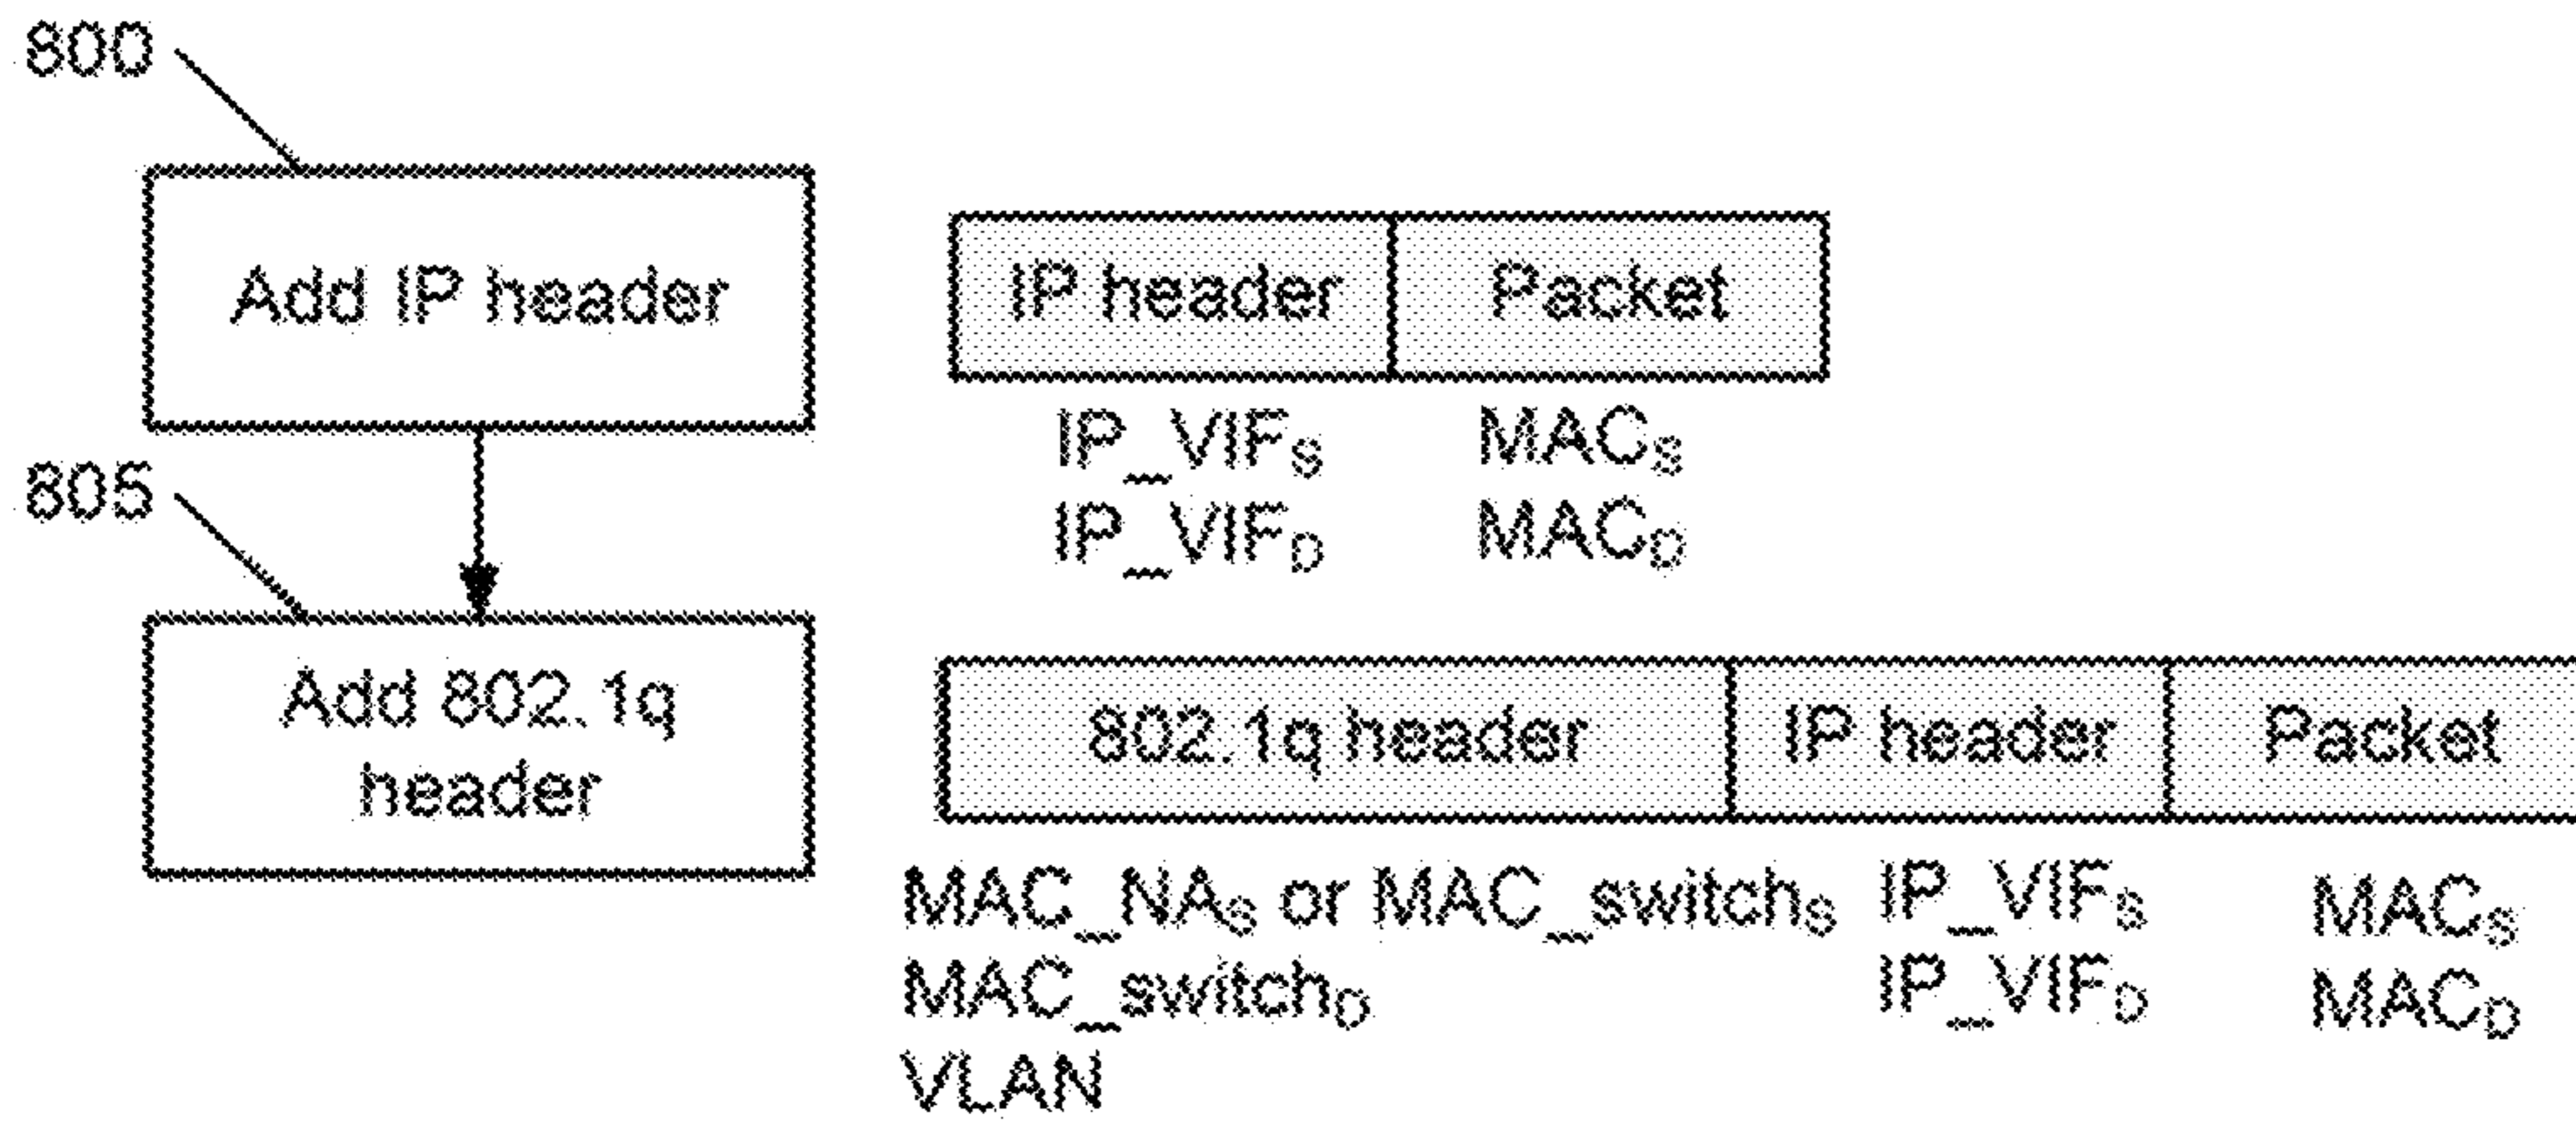 800
Add IP header
IP header Packet
IP_VIFS MACS
IP_VIFD MACD
805
Add 802.1q
header
802.1q header IP header Packet
MAC_NAS or MAC_switchS IP_VIFS MACS
MAC_switchD IP_VIFD MACD
VLAN